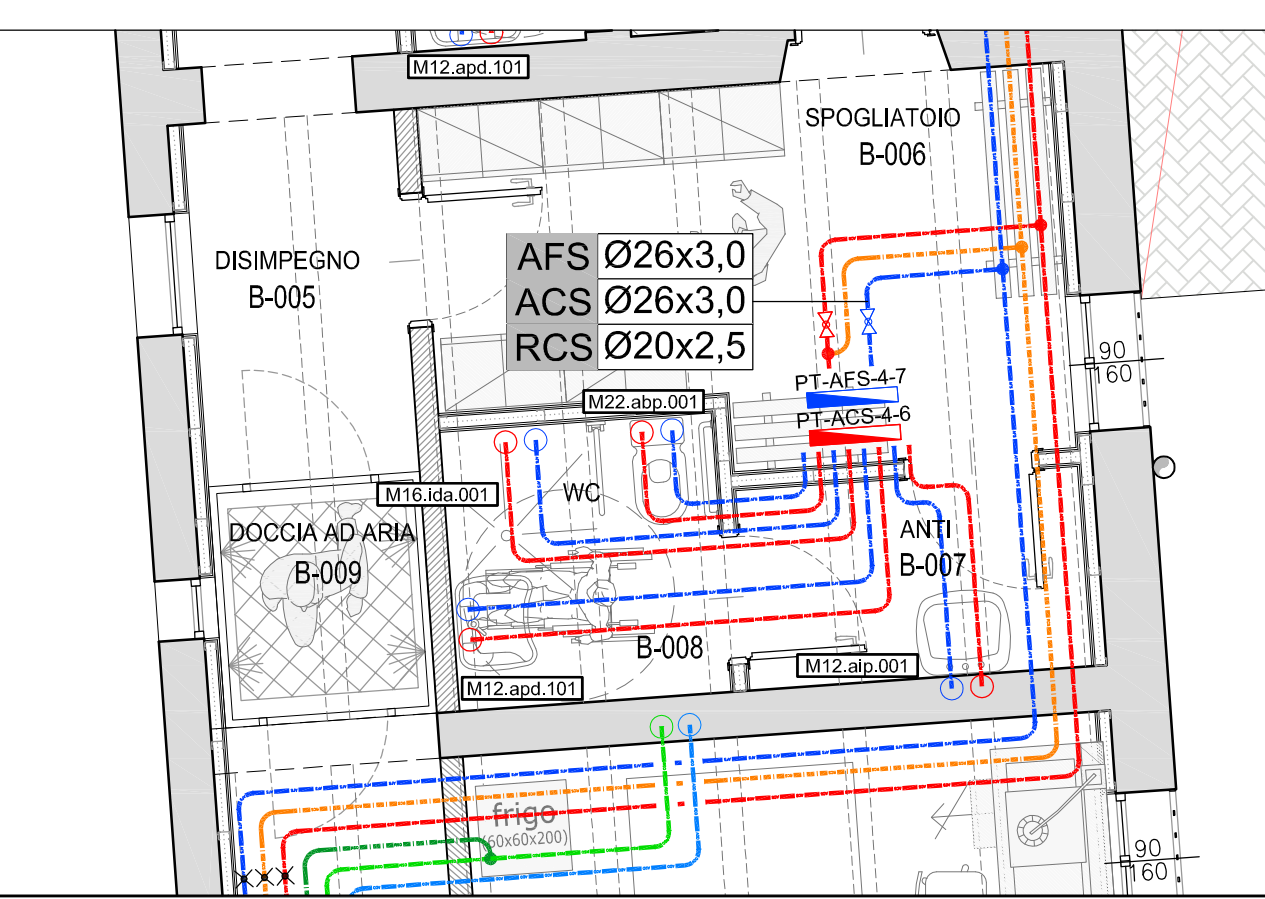 M12.apd.101
SPOGLIATOIO
B-006
DISIMPEGNO
B-005
AFS Ø26x3,0
ACS Ø26x3,0
RCS Ø20x2,5
90
160
PT-AFS-4-7
M22.abp.001
PT-ACS-4-6
M16.ida.001
WC
DOCCIA AD ARIA
B-009
ANTI
B-007
B-008
M12.aip.001
M12.apd.101
frigo
(60x60x200)
90
160